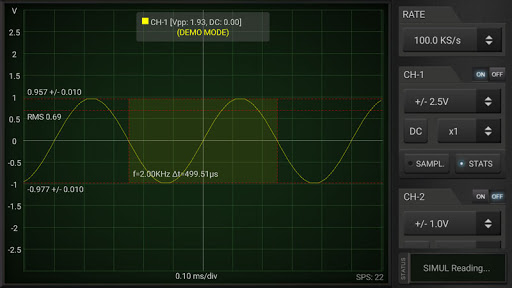 V
CH-1 [Vpp: 1.93, DC: 0.00]
(DEMO MODE)
2.5
2
1.5
1
0.5
0
-0.5
-1
-1.5
-2
-2.5
0.957 +/- 0.010
RMS 0.69
f=2.00KHz Δt=499.51µs
-0.977 +/- 0.010
0.10 ms/div
SPS: 22
RATE
100.0 KS/s
CH-1
ON OFF
+/- 2.5V
DC
x1
SAMPL.
STATS
CH-2
ON OFF
+/- 1.0V
STATUS
SIMUL Reading...